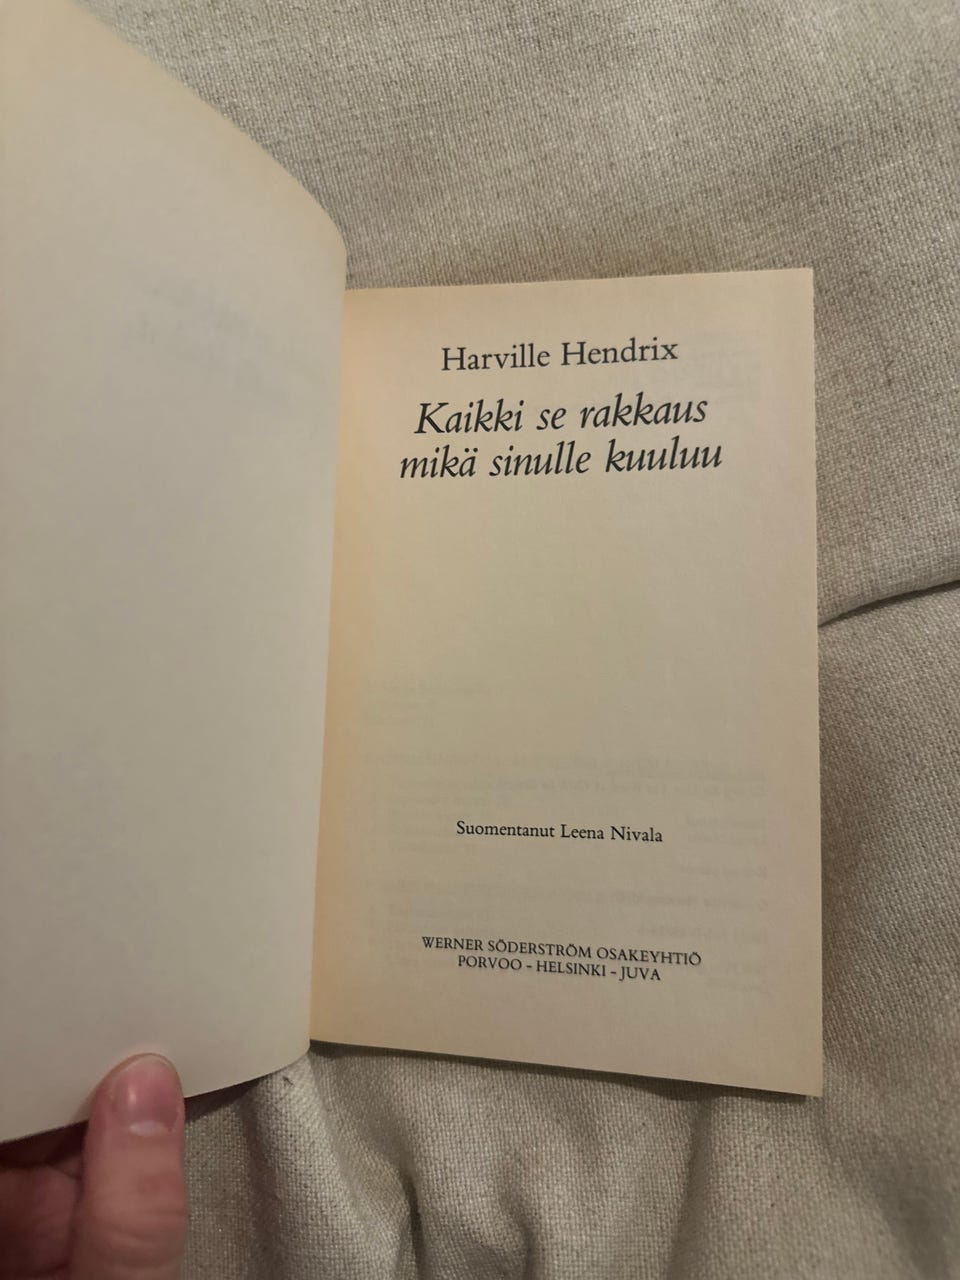 Harville Hendrix
Kaikki se rakkaus
mikä sinulle kuuluu
Suomentanut Leena Nivala
WERNER SÖDERSTRÖM OSAKEYHTIÖ
PORVOO – HELSINKI – JUVA